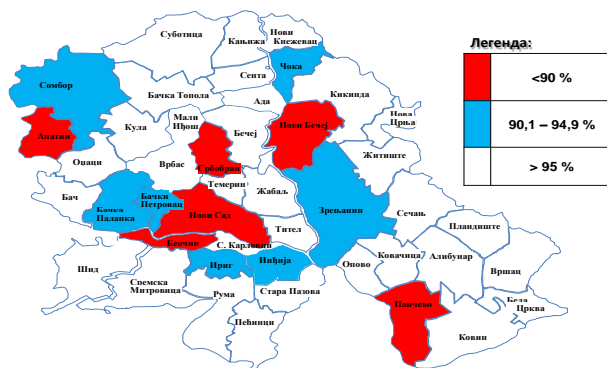 Легенда:
<90 %
90,1 – 94,9 %
> 95 %
Суботица
Кањижа
Нови
Кнежевац
Чока
Сента
Сомбор
Бачка Топола
Ада
Кикинда
Мали
Иђош
Нова
Црња
Апатин
Кула
Бечеј
Нови Бечеј
Србобран
Житиште
Оџаци
Врбас
Темерин
Бач
Бачки
Петровац
Жабаљ
Зрењанин
Сечањ
Бачка
Паланка
Нови Сад
Тител
Пландиште
Беочин
С. Карловци
Ковачица
Алибунар
Вршац
Шид
Ириг
Инђија
Опово
Сремска
Митровица
Рума
Стара Пазова
Панчево
Бела
Црква
Пећинци
Ковин